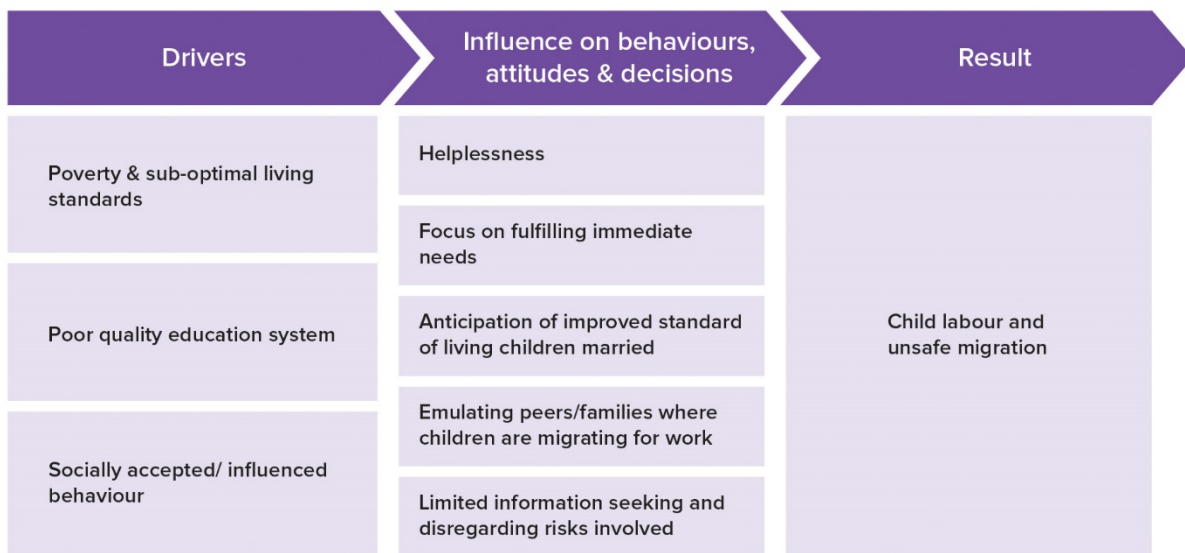 Drivers
Influence on behaviours,
attitudes & decisions
Result
Poverty & sub-optimal living
standards
Poor quality education system
Socially accepted/ influenced
behaviour
Helplessness
Focus on fulfilling immediate
needs
Anticipation of improved standard
of living children married
Emulating peers/families where
children are migrating for work
Limited information seeking and
disregarding risks involved
Child labour and
unsafe migration